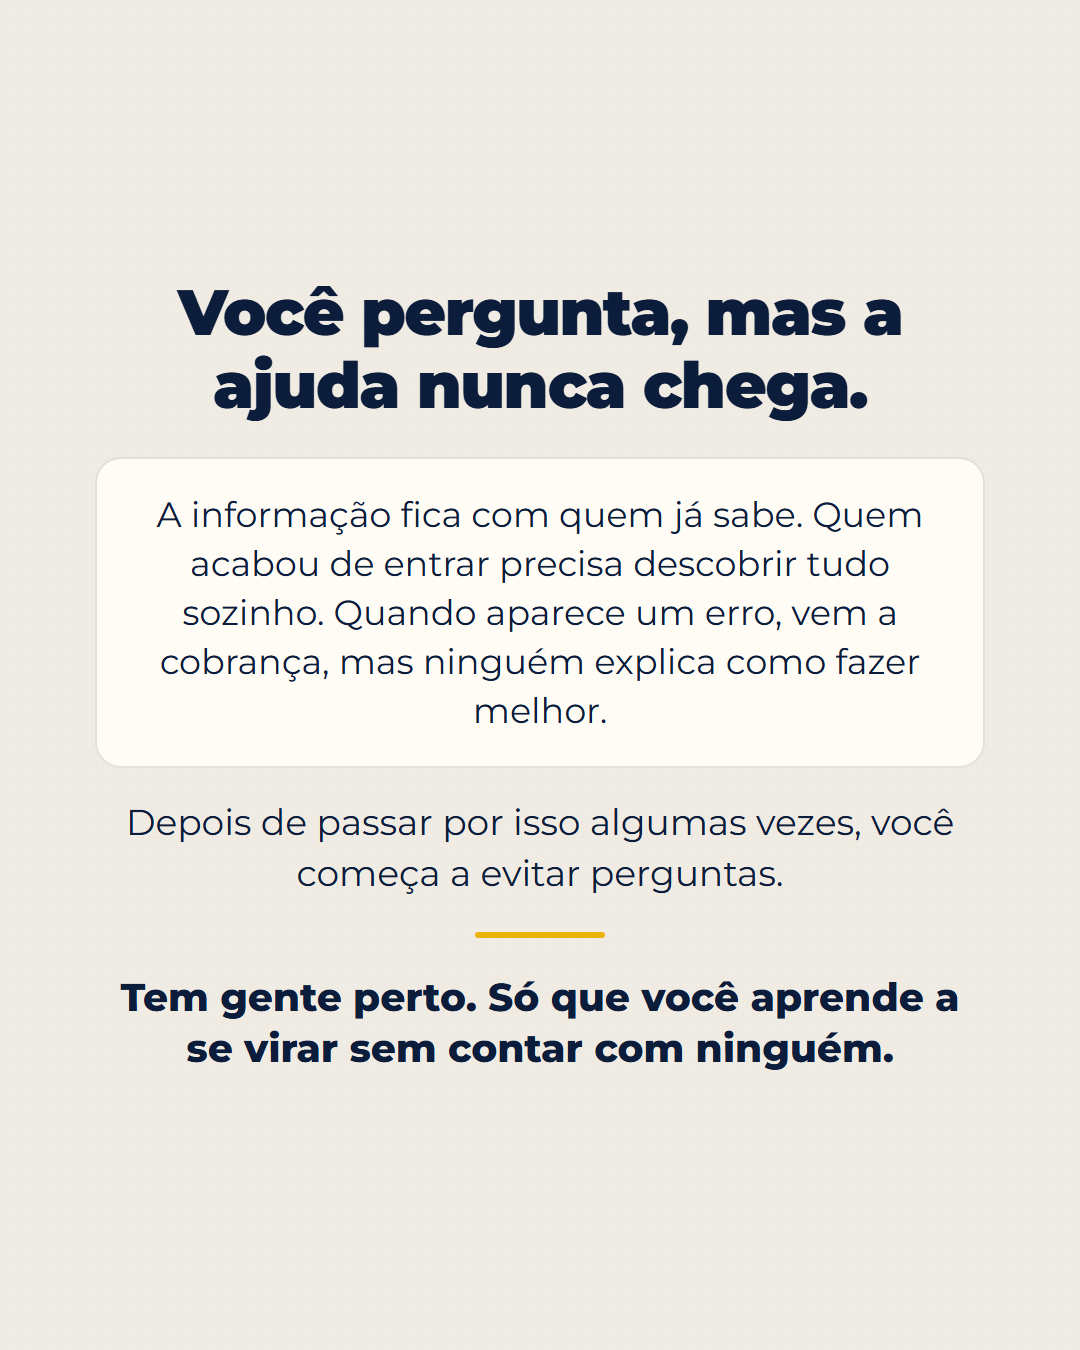 Você pergunta, mas a
ajuda nunca chega.
A informação fica com quem já sabe. Quem
acabou de entrar precisa descobrir tudo
sozinho. Quando aparece um erro, vem a
cobrança, mas ninguém explica como fazer
melhor.
Depois de passar por isso algumas vezes, você
começa a evitar perguntas.
Tem gente perto. Só que você aprende a
se virar sem contar com ninguém.